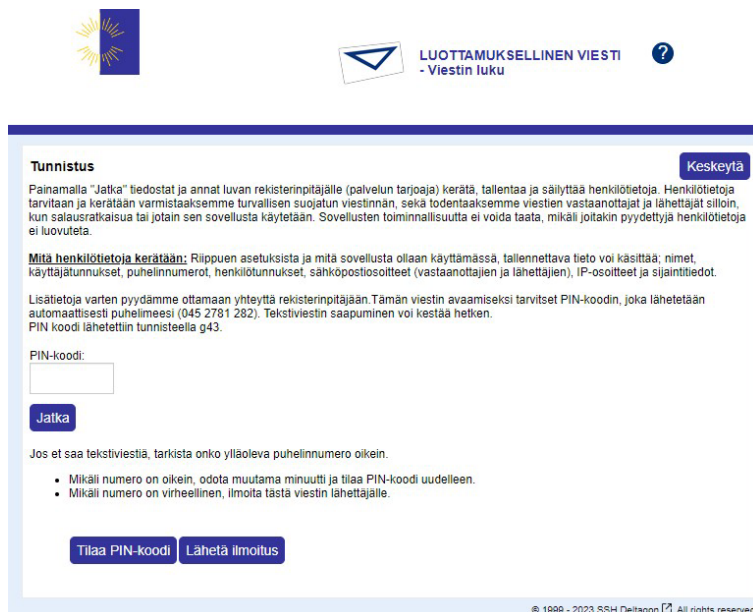 LUOTTAMUKSELLINEN VIESTI
- Viestin luku
?
Tunnistus
Keskeytä
Painamalla "Jatka" tiedostat ja annat luvan rekisterinpitäjälle (palvelun tarjoaja) kerätä, tallentaa ja säilyttää henkilötietoja. Henkilötietoja
tarvitaan ja kerätään varmistaaksemme turvallisen suojatun viestinnän, sekä todentaaksemme viestien vastaanottajat ja lähettäjät silloin,
kun salausratkaisua tai jotain sen sovellusta käytetään. Sovellusten toiminnallisuutta ei voida taata, mikäli joitakin pyydettyjä henkilötietoja
ei luovuteta.
Mitä henkilötietoja kerätään: Riippuen asetuksista ja mitä sovellusta ollaan käyttämässä, tallennettava tieto voi käsittää; nimet,
käyttäjätunnukset, puhelinnumerot, henkilötunnukset, sähköpostiosoitteet (vastaanottajien ja lähettäjien), IP-osoitteet ja sijaintitiedot.
Lisätietoja varten pyydämme ottamaan yhteyttä rekisterinpitäjään.Tämän viestin avaamiseksi tarvitset PIN-koodin, joka lähetetään
automaattisesti puhelimeesi (045 2781 282). Tekstiviestin saapuminen voi kestää hetken.
PIN koodi lähetettiin tunnisteella g43.
PIN-koodi:
Jatka
Jos et saa tekstiviestiä, tarkista onko ylläoleva puhelinnumero oikein.
• Mikäli numero on oikein, odota muutama minuutti ja tilaa PIN-koodi uudelleen.
• Mikäli numero on virheellinen, ilmoita tästä viestin lähettäjälle.
Tilaa PIN-koodi Lähetä ilmoitus
© 1999 - 2023 SSH Deltagon All rights reserved